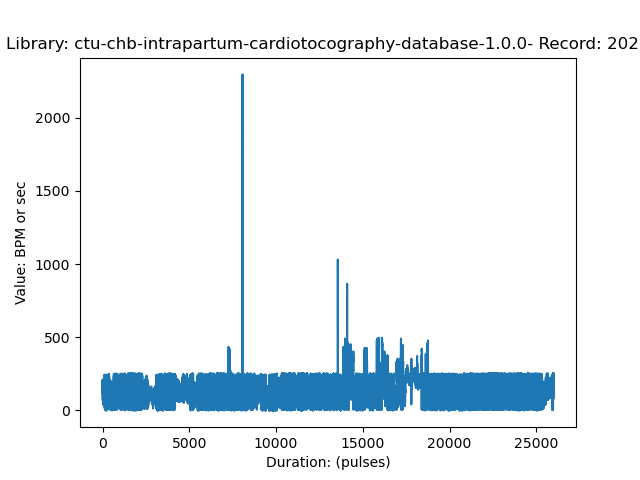 Library: ctu-chb-intrapartum-cardiotocography-database-1.0.0- Record: 202
2000
1500
1000
500
0
Value: BPM or sec
0 5000 10000 15000 20000 25000
Duration: (pulses)